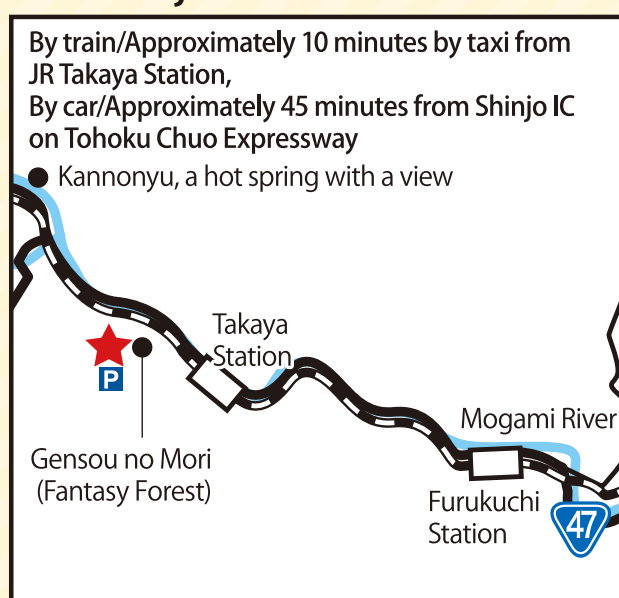 By train/Approximately 10 minutes by taxi from
JR Takaya Station,
By car/Approximately 45 minutes from Shinjo IC
on Tohoku Chuo Expressway
Kannonyu, a hot spring with a view
Takaya
Station
P
Mogami River
Gensou no Mori
(Fantasy Forest)
Furukuchi
Station
47